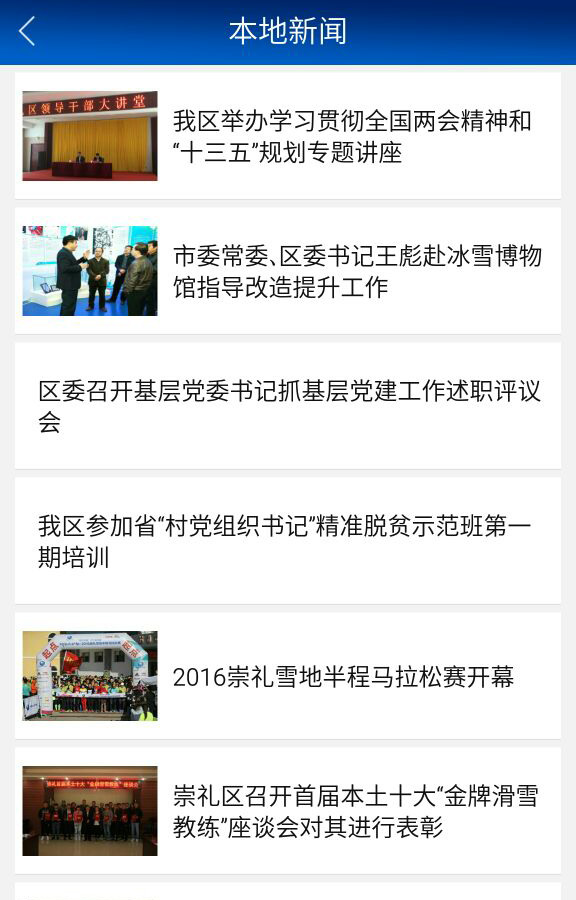 本地新闻
区领导干部大讲堂
我区举办学习贯彻全国两会精神和
“十三五”规划专题讲座
市委常委、区委书记王彪赴冰雪博物
馆指导改造提升工作
区委召开基层党委书记抓基层党建工作述职评议
会
我区参加省“村党组织书记”精准脱贫示范班第一
期培训
起点
起点
2016崇礼雪地半程马拉松赛开幕
崇礼区召开首届本土十大“金牌滑雪
教练”座谈会对其进行表彰